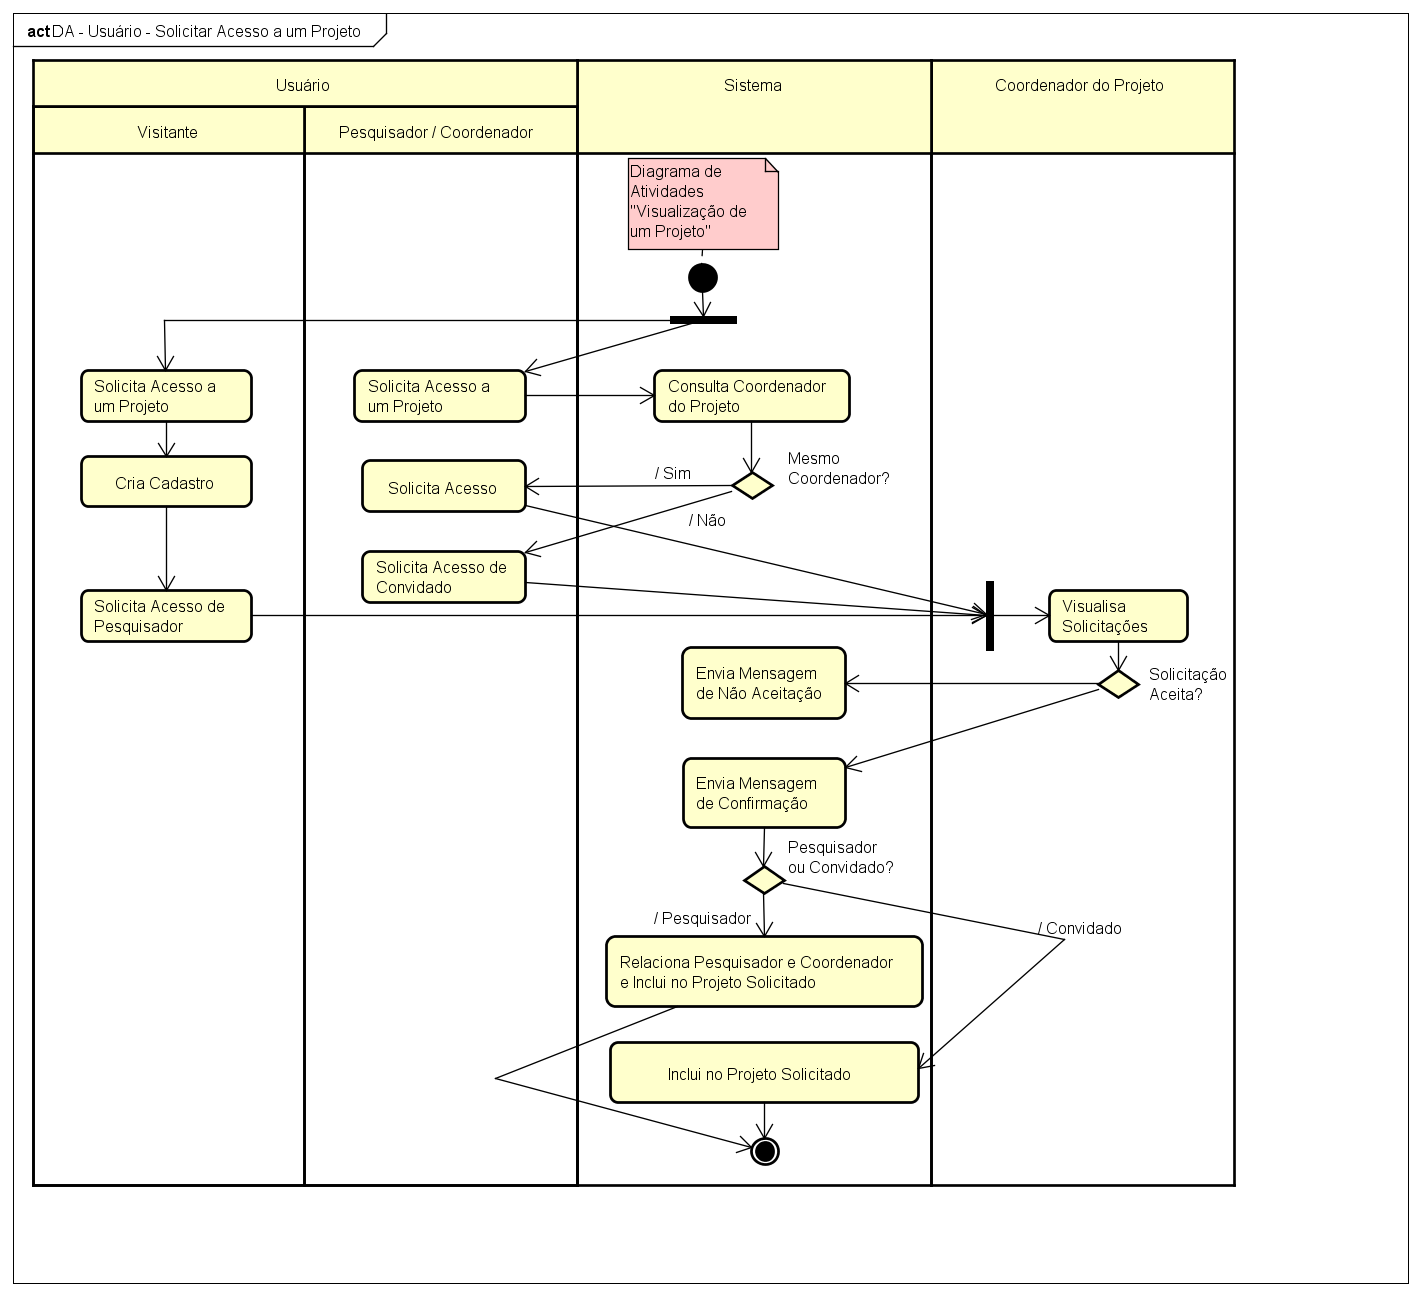 act DA - Usuário - Solicitar Acesso a um Projeto
Usuário
Sistema
Coordenador do Projeto
Visitante
Pesquisador / Coordenador
Diagrama de
Atividades
"Visualização de
um Projeto"
Solicita Acesso a
um Projeto
Solicita Acesso a
um Projeto
Consulta Coordenador
do Projeto
Cria Cadastro
Solicita Acesso
/ Sim
Mesmo
Coordenador?
/ Não
Solicita Acesso de
Convidado
Solicita Acesso de
Pesquisador
Visualisa
Solicitações
Envia Mensagem
de Não Aceitação
Solicitação
Aceita?
Envia Mensagem
de Confirmação
Pesquisador
ou Convidado?
/ Pesquisador
/ Convidado
Relaciona Pesquisador e Coordenador
e Inclui no Projeto Solicitado
Inclui no Projeto Solicitado